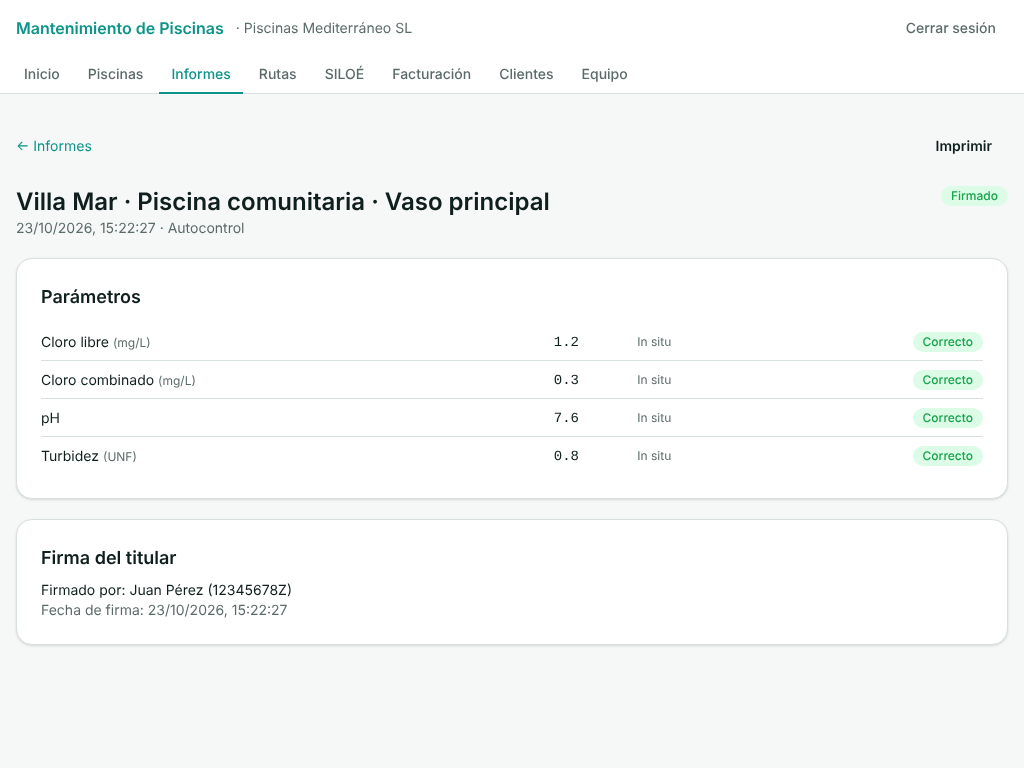 Mantenimiento de Piscinas · Piscinas Mediterráneo SL Cerrar sesión
Inicio Piscinas Informes Rutas SILOÉ Facturación Clientes Equipo
← Informes Imprimir
Villa Mar · Piscina comunitaria · Vaso principal Firmado
23/10/2026, 15:22:27 · Autocontrol
Parámetros
Cloro libre (mg/L) 1.2 In situ Correcto
Cloro combinado (mg/L) 0.3 In situ Correcto
pH 7.6 In situ Correcto
Turbidez (UNF) 0.8 In situ Correcto
Firma del titular
Firmado por: Juan Pérez (12345678Z)
Fecha de firma: 23/10/2026, 15:22:27